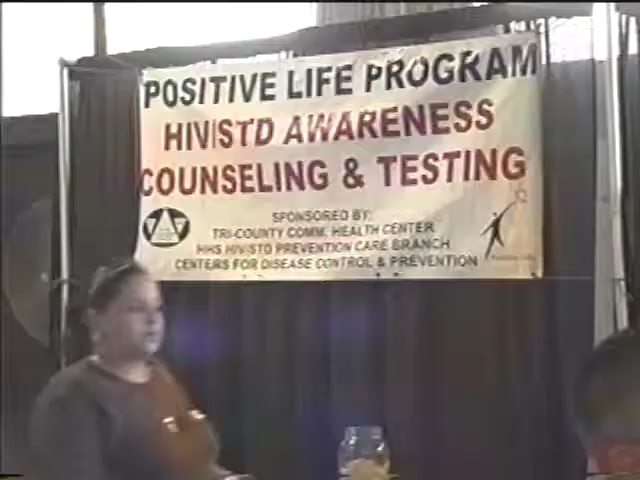 POSITIVE LIFE PROGRAM
HIV/STD AWARENESS
COUNSELING & TESTING
SPONSORED BY:
TRI-COUNTY COMM. HEALTH CENTER
HHS HIV/STD PREVENTION CARE BRANCH
CENTERS FOR DISEASE CONTROL & PREVENTION